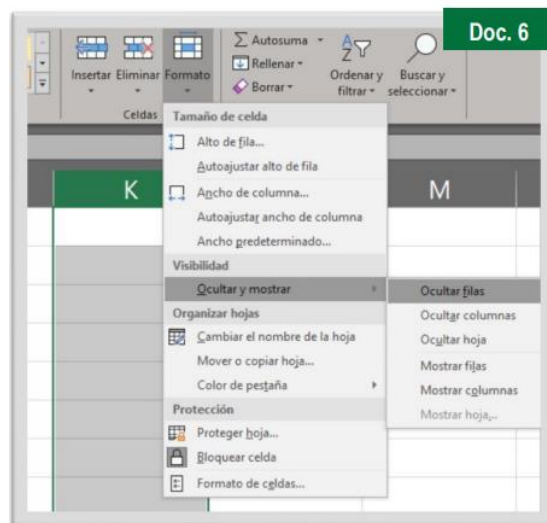 Doc. 6
Autosuma
Rellenar
Borrar
Insertar Eliminar Formato
Ordenar y
filtrar
Buscar y
seleccionar
Celdas
Tamaño de celda
Alto de fila...
Autoajustar alto de fila
Ancho de columna...
Autoajustar ancho de columna
Ancho predeterminado...
Visibilidad
Ocultar y mostrar
Organizar hojas
Cambiar el nombre de la hoja
Mover o copiar hoja...
Color de pestaña
Protección
Proteger hoja...
Bloquear celda
Formato de celdas...
Ocultar filas
Ocultar columnas
Ocultar hoja
Mostrar filas
Mostrar columnas
Mostrar hoja...
K
M